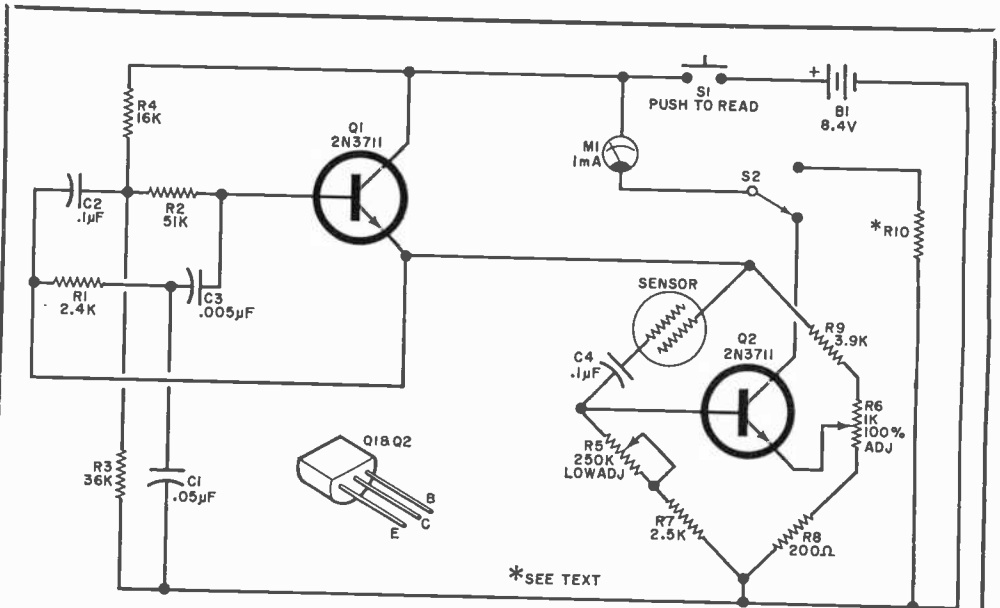 R4
16K
Q1
2N3711
S1
PUSH TO READ
+
B1
8.4V
M1
1mA
S2
*R10
C2
.1µF
R2
51K
R1
2.4K
C3
.005µF
SENSOR
R9
3.9K
Q2
2N3711
C4
.1µF
R6
1K
100%
ADJ
R5
250K
LOWADJ
Q1&Q2
B
C
E
R3
36K
C1
.05µF
R7
2.5K
R8
200Ω
*SEE TEXT